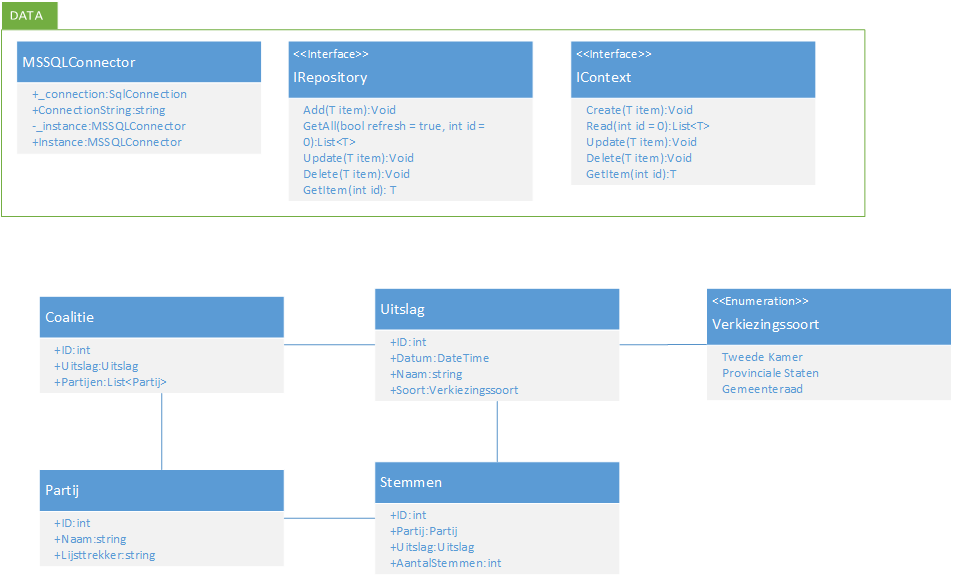 DATA
MSSQLConnector
+_connection:SqlConnection
+ConnectionString:string
-_instance:MSSQLConnector
+Instance:MSSQLConnector
<<Interface>>
IRepository
Add(T item):Void
GetAll(bool refresh = true, int id =
0):List<T>
Update(T item):Void
Delete(T item):Void
GetItem(int id): T
<<Interface>>
IContext
Create(T item):Void
Read(int id = 0):List<T>
Update(T item):Void
Delete(T item):Void
GetItem(int id):T
Coalitie
+ID:int
+Uitslag:Uitslag
+Partijen:List<Partij>
Uitslag
+ID:int
+Datum:DateTime
+Naam:string
+Soort:Verkiezingssoort
<<Enumeration>>
Verkiezingssoort
Tweede Kamer
Provinciale Staten
Gemeenteraad
Partij
+ID:int
+Naam:string
+Lijsttrekker:string
Stemmen
+ID:int
+Partij:Partij
+Uitslag:Uitslag
+AantalStemmen:int